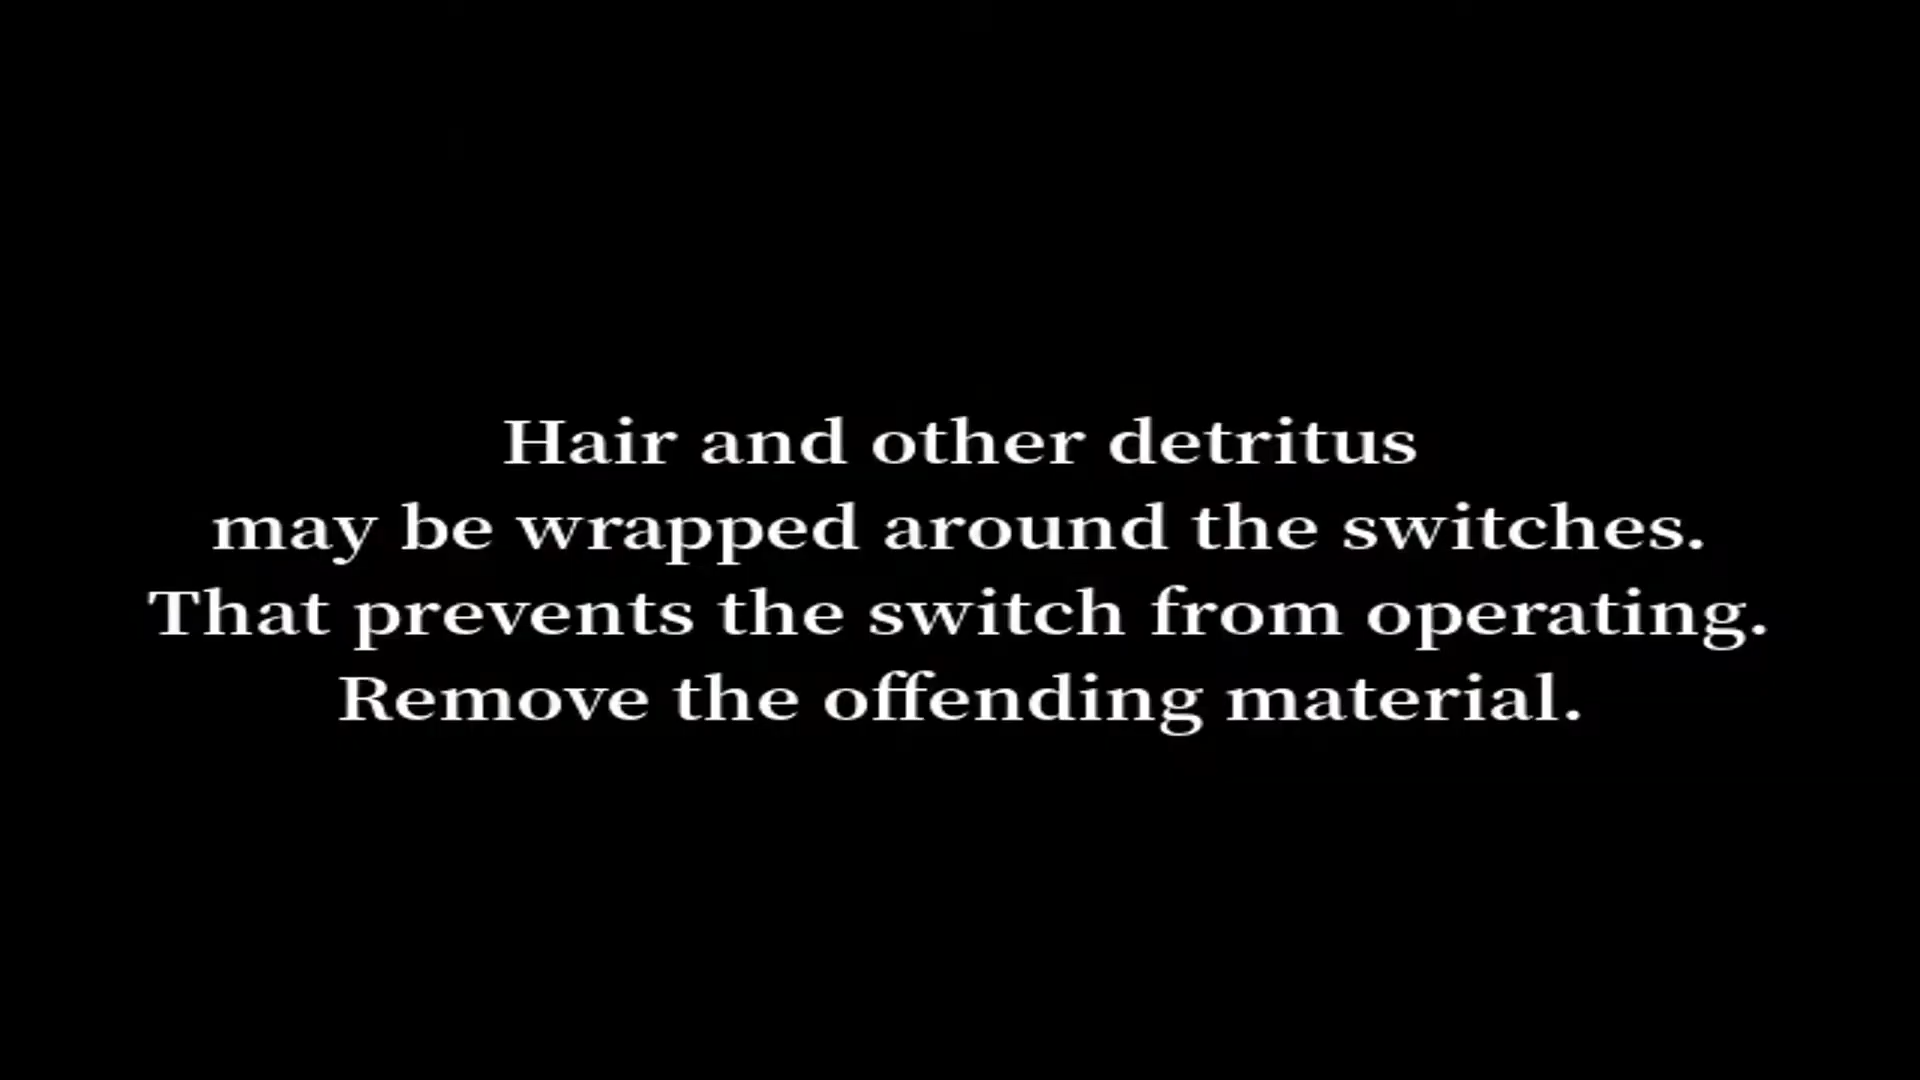 Hair and other detritus
may be wrapped around the switches.
That prevents the switch from operating.
Remove the offending material.